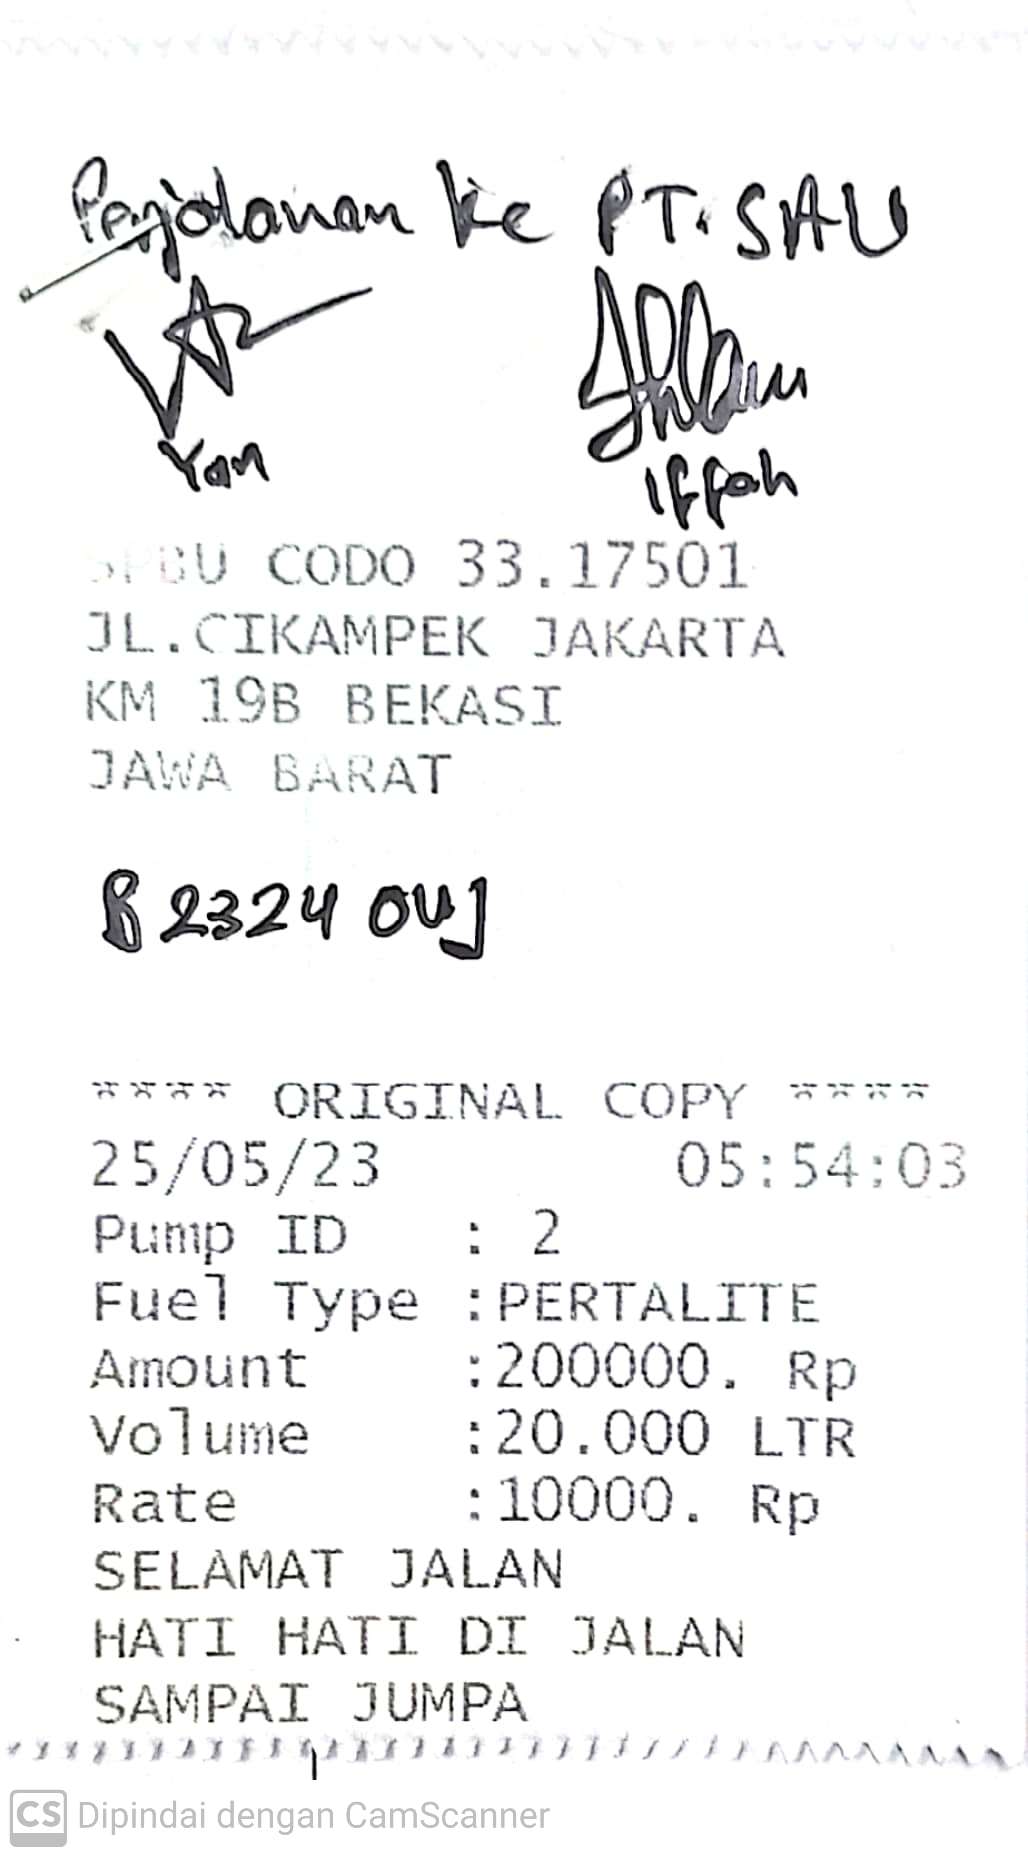 Perjalanan ke PT. SAU
Yan
Iffah
SPBU CODO 33.17501
JL.CIKAMPEK JAKARTA
KM 19B BEKASI
JAWA BARAT
B 2324 OUJ
**** ORIGINAL COPY ****
25/05/23 05:54:03
Pump ID : 2
Fuel Type :PERTALITE
Amount :200000. Rp
Volume :20.000 LTR
Rate :10000. Rp
SELAMAT JALAN
HATI HATI DI JALAN
SAMPAI JUMPA
CS Dipindai dengan CamScanner